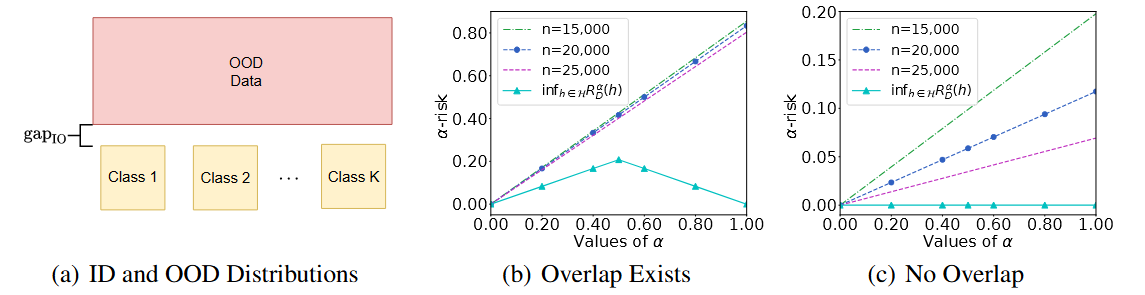 OOD
Data
gap_IO
Class 1
Class 2
...
Class K
(a) ID and OOD Distributions
n=15,000
n=20,000
n=25,000
inf_{h∈ℋ}R_D^α(h)
α-risk
0.80
0.60
0.40
0.20
0.00
0.00
0.20
0.40
0.60
0.80
1.00
Values of α
(b) Overlap Exists
n=15,000
n=20,000
n=25,000
inf_{h∈ℋ}R_D^α(h)
α-risk
0.20
0.15
0.10
0.05
0.00
0.00
0.20
0.40
0.60
0.80
1.00
Values of α
(c) No Overlap